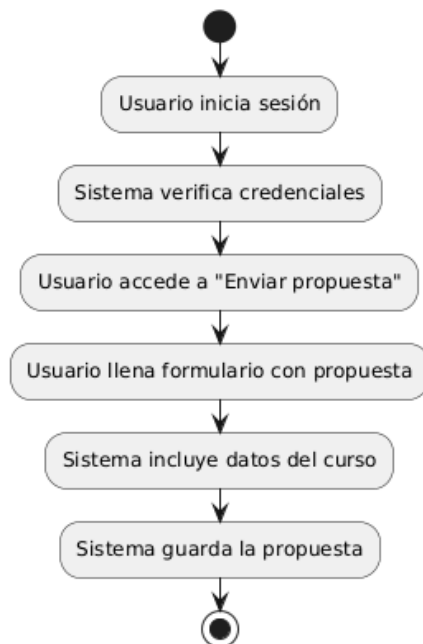 Usuario inicia sesión
Sistema verifica credenciales
Usuario accede a "Enviar propuesta"
Usuario llena formulario con propuesta
Sistema incluye datos del curso
Sistema guarda la propuesta